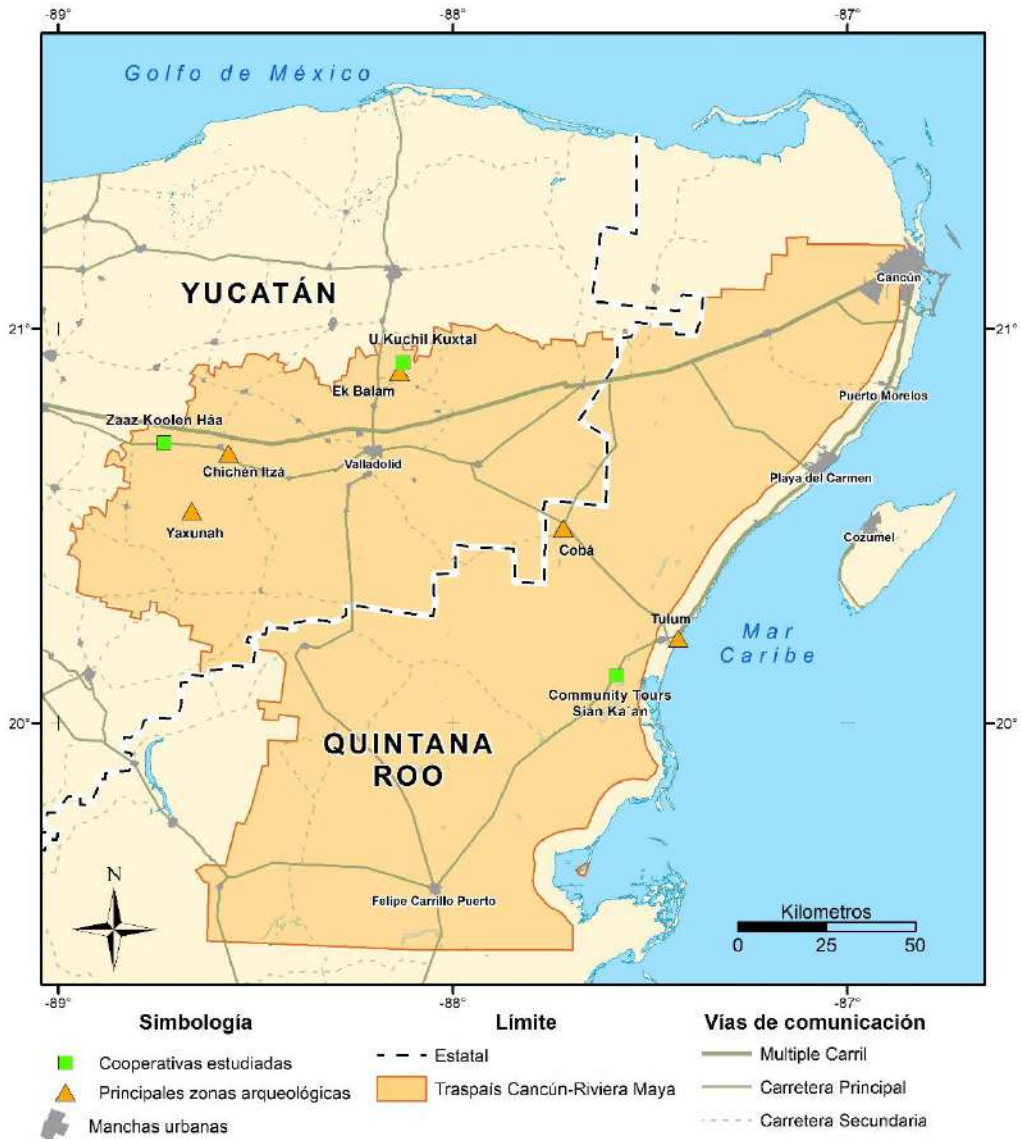 -89°
-88°
-87°
Golfo de México
YUCATÁN
Cancún
21°
21°
U Kuchil Kuxtal
Ek Balam
Puerto Morelos
Zaaz Koolen Háa
Chichén Itzá
Valladolid
Playa del Carmen
Yaxunah
Cobá
Cozumel
Tulum
Mar
Caribe
Community Tours
Sian Ka´an
20°
20°
QUINTANA
ROO
N
Felipe Carrillo Puerto
Kilometros
0 25 50
-89°
-88°
-87°
Simbología
Cooperativas estudiadas
Principales zonas arqueológicas
Manchas urbanas
Límite
Estatal
Traspaís Cancún-Riviera Maya
Vías de comunicación
Multiple Carril
Carretera Principal
Carretera Secundaria